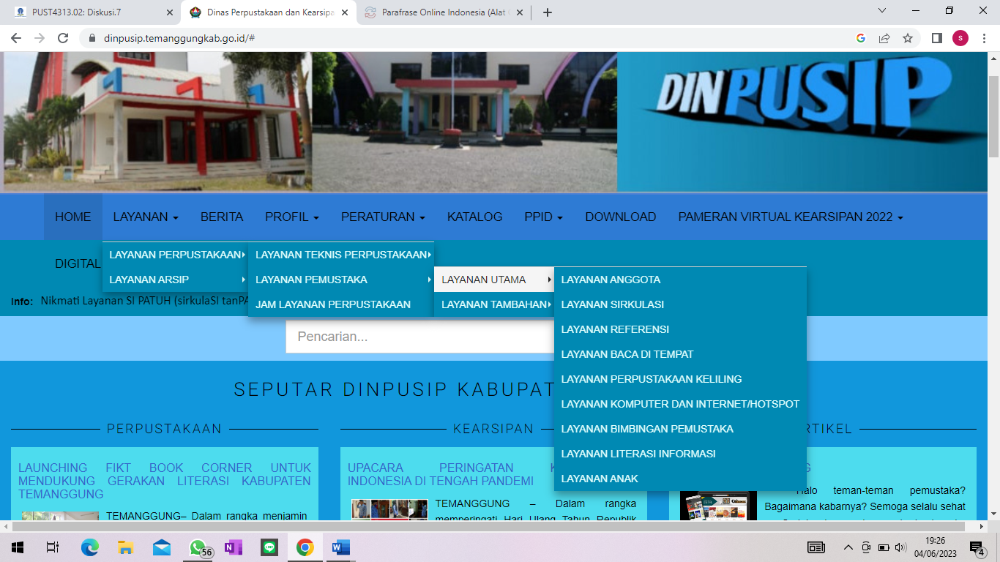 PUST4313.02: Diskusi.7
Dinas Perpustakaan dan Kearsipa
Parafrase Online Indonesia (Alat
dinpusip.temanggungkab.go.id/#
s
DINPUSIP
HOME
LAYANAN
BERITA
PROFIL
PERATURAN
KATALOG
PPID
DOWNLOAD
PAMERAN VIRTUAL KEARSIPAN 2022
DIGITAL
LAYANAN PERPUSTAKAAN
LAYANAN ARSIP
LAYANAN TEKNIS PERPUSTAKAAN
LAYANAN PEMUSTAKA
JAM LAYANAN PERPUSTAKAAN
LAYANAN UTAMA
LAYANAN TAMBAHAN
LAYANAN ANGGOTA
LAYANAN SIRKULASI
LAYANAN REFERENSI
LAYANAN BACA DI TEMPAT
LAYANAN PERPUSTAKAAN KELILING
LAYANAN KOMPUTER DAN INTERNET/HOTSPOT
LAYANAN BIMBINGAN PEMUSTAKA
LAYANAN LITERASI INFORMASI
LAYANAN ANAK
Info: Nikmati Layanan SI PATUH (sirkulaSI tanPA
Pencarian...
SEPUTAR DINPUSIP KABUPAT
PERPUSTAKAAN
LAUNCHING FIKT BOOK CORNER UNTUK
MENDUKUNG GERAKAN LITERASI KABUPATEN
TEMANGGUNG
TEMANGGUNG– Dalam rangka menjamin
KEARSIPAN
UPACARA PERINGATAN K
INDONESIA DI TENGAH PANDEMI
TEMANGGUNG – Dalam rangka
memperingati Hari Ulang Tahun Republik
RTIKEL
G
Halo teman-teman pemustaka?
Bagaimana kabarnya? Semoga selalu sehat
56
19:26
04/06/2023
4